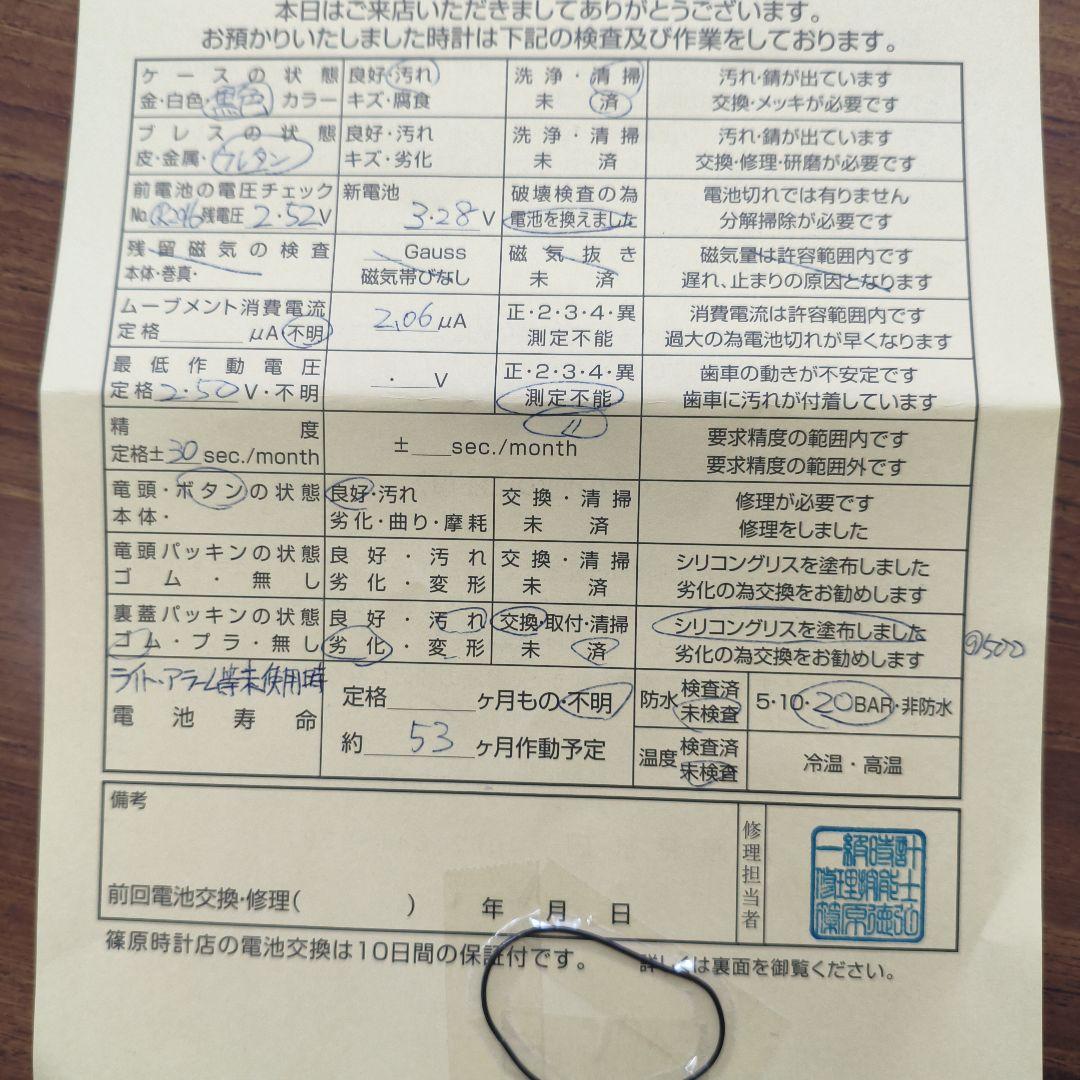 本日はご来店いただきましてありがとうございます。
お預かりいたしました時計は下記の検査及び作業をしております。
ケースの状態 良好・汚れ 洗浄・清掃 汚れ・錆が出ています
金・白色・黒色 カラー キズ・腐食 未 済 交換・メッキが必要です
ブレスの状態 良好・汚れ 洗浄・清掃 汚れ・錆が出ています
皮・金属・ウレタン キズ・劣化 未 済 交換・修理・研磨が必要です
前電池の電圧チェック 新電池 破壊検査の為 電池切れでは有りません
No. 残電圧 2.52V 3.28V 電池を換えました 分解掃除が必要です
残留磁気の検査 Gauss 磁気抜き 磁気量は許容範囲内です
本体・巻真・ 磁気帯びなし 未 済 遅れ、止まりの原因となります
ムーブメント消費電流 2.06μA 正・2・3・4・異 消費電流は許容範囲内です
定格 μA 不明 測定不能 過大の為電池切れが早くなります
最低作動電圧 ・ V 正・2・3・4・異 歯車の動きが不安定です
定格2.50V・不明 測定不能 歯車に汚れが付着しています
精度 ± sec./month 〃 要求精度の範囲内です
定格±30sec./month 要求精度の範囲外です
竜頭・ボタンの状態 良好・汚れ 交換・清掃 修理が必要です
本体・ 劣化・曲り・摩耗 未 済 修理をしました
竜頭パッキンの状態 良好・汚れ 交換・清掃 シリコングリスを塗布しました
ゴム・無し 劣化・変形 未 済 劣化の為交換をお勧めします
裏蓋パッキンの状態 良好・汚れ 交換・取付・清掃 シリコングリスを塗布しました
ゴム・プラ・無し 劣化・変形 未 済 劣化の為交換をお勧めします
ライト・アラーム等未使用時
電池寿命
定格 ヶ月もの・不明 防水 検査済 未検査 5・10・20BAR・非防水
約53ヶ月作動予定 温度 検査済 未検査 冷温・高温
備考
修理担当者
一級時計
修理技能士
篠原徳弘
前回電池交換・修理( ) 年 月 日
篠原時計店の電池交換は10日間の保証付です。 詳しくは裏面を御覧ください。